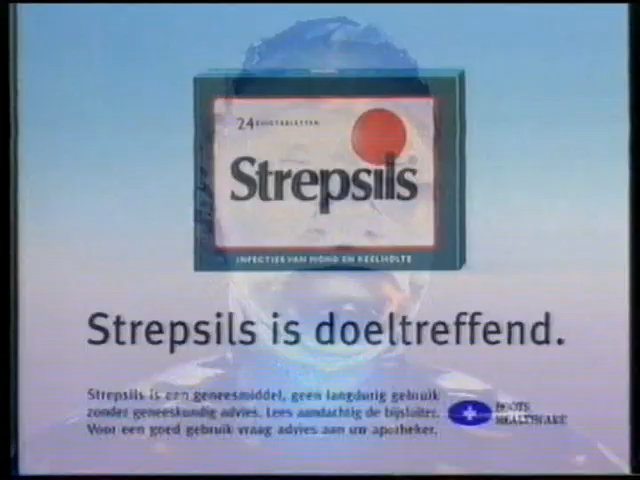 24 ZUIGTABLETTEN
Strepsils
INFECTIES VAN MOND EN KEELHOLTE
Strepsils is doeltreffend.
Strepsils is een geneesmiddel, geen langdurig gebruik
zonder geneeskundig advies. Lees aandachtig de bijsluiter.
Voor een goed gebruik vraag advies aan uw apotheker.
BOOTS
HEALTHCARE